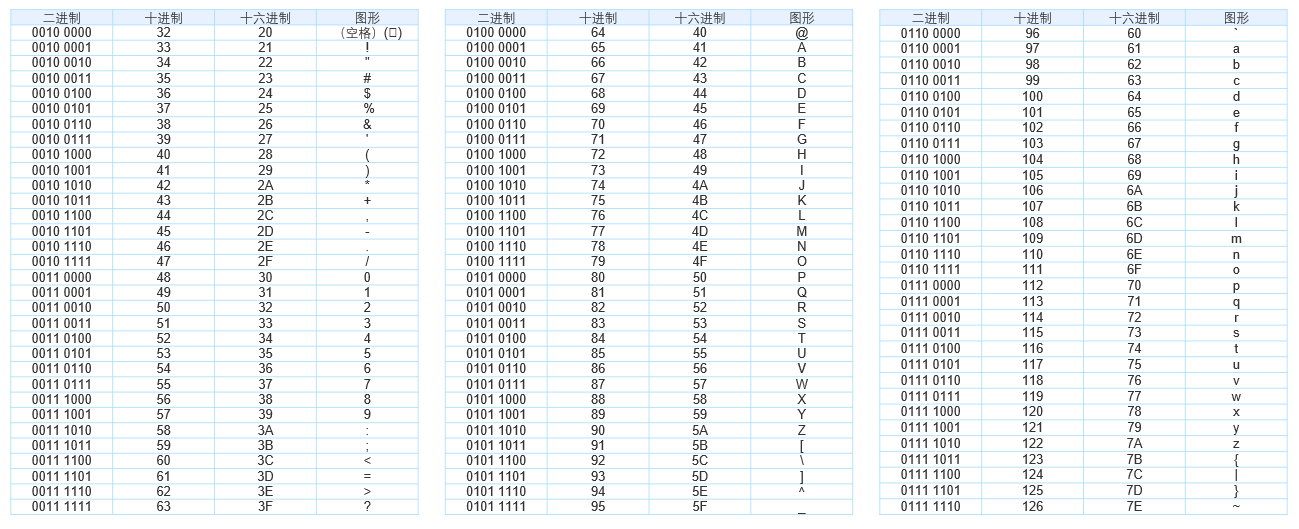 二进制 十进制 十六进制 图形
0010 0000 32 20 (空格) (␠)
0010 0001 33 21 !
0010 0010 34 22 "
0010 0011 35 23 #
0010 0100 36 24 $
0010 0101 37 25 %
0010 0110 38 26 &
0010 0111 39 27 '
0010 1000 40 28 (
0010 1001 41 29 )
0010 1010 42 2A *
0010 1011 43 2B +
0010 1100 44 2C ,
0010 1101 45 2D -
0010 1110 46 2E .
0010 1111 47 2F /
0011 0000 48 30 0
0011 0001 49 31 1
0011 0010 50 32 2
0011 0011 51 33 3
0011 0100 52 34 4
0011 0101 53 35 5
0011 0110 54 36 6
0011 0111 55 37 7
0011 1000 56 38 8
0011 1001 57 39 9
0011 1010 58 3A :
0011 1011 59 3B ;
0011 1100 60 3C <
0011 1101 61 3D =
0011 1110 62 3E >
0011 1111 63 3F ?
二进制 十进制 十六进制 图形
0100 0000 64 40 @
0100 0001 65 41 A
0100 0010 66 42 B
0100 0011 67 43 C
0100 0100 68 44 D
0100 0101 69 45 E
0100 0110 70 46 F
0100 0111 71 47 G
0100 1000 72 48 H
0100 1001 73 49 I
0100 1010 74 4A J
0100 1011 75 4B K
0100 1100 76 4C L
0100 1101 77 4D M
0100 1110 78 4E N
0100 1111 79 4F O
0101 0000 80 50 P
0101 0001 81 51 Q
0101 0010 82 52 R
0101 0011 83 53 S
0101 0100 84 54 T
0101 0101 85 55 U
0101 0110 86 56 V
0101 0111 87 57 W
0101 1000 88 58 X
0101 1001 89 59 Y
0101 1010 90 5A Z
0101 1011 91 5B [
0101 1100 92 5C \
0101 1101 93 5D ]
0101 1110 94 5E ^
0101 1111 95 5F _
二进制 十进制 十六进制 图形
0110 0000 96 60 `
0110 0001 97 61 a
0110 0010 98 62 b
0110 0011 99 63 c
0110 0100 100 64 d
0110 0101 101 65 e
0110 0110 102 66 f
0110 0111 103 67 g
0110 1000 104 68 h
0110 1001 105 69 i
0110 1010 106 6A j
0110 1011 107 6B k
0110 1100 108 6C l
0110 1101 109 6D m
0110 1110 110 6E n
0110 1111 111 6F o
0111 0000 112 70 p
0111 0001 113 71 q
0111 0010 114 72 r
0111 0011 115 73 s
0111 0100 116 74 t
0111 0101 117 75 u
0111 0110 118 76 v
0111 0111 119 77 w
0111 1000 120 78 x
0111 1001 121 79 y
0111 1010 122 7A z
0111 1011 123 7B {
0111 1100 124 7C |
0111 1101 125 7D }
0111 1110 126 7E ~